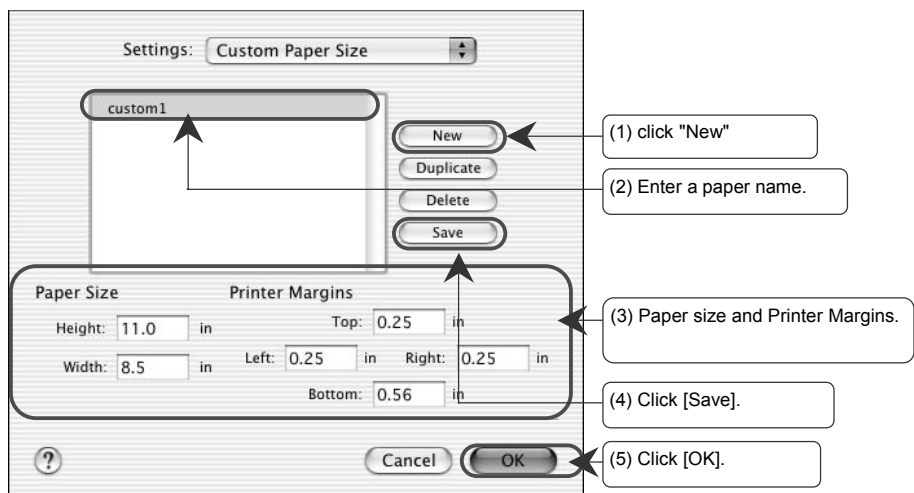 Settings: Custom Paper Size
custom1
New
(1) click "New"
Duplicate
(2) Enter a paper name.
Delete
Save
Paper Size
Printer Margins
(3) Paper size and Printer Margins.
Height: 11.0 in
Top: 0.25 in
Width: 8.5 in
Left: 0.25 in Right: 0.25 in
Bottom: 0.56 in
(4) Click [Save].
? Cancel OK
(5) Click [OK].